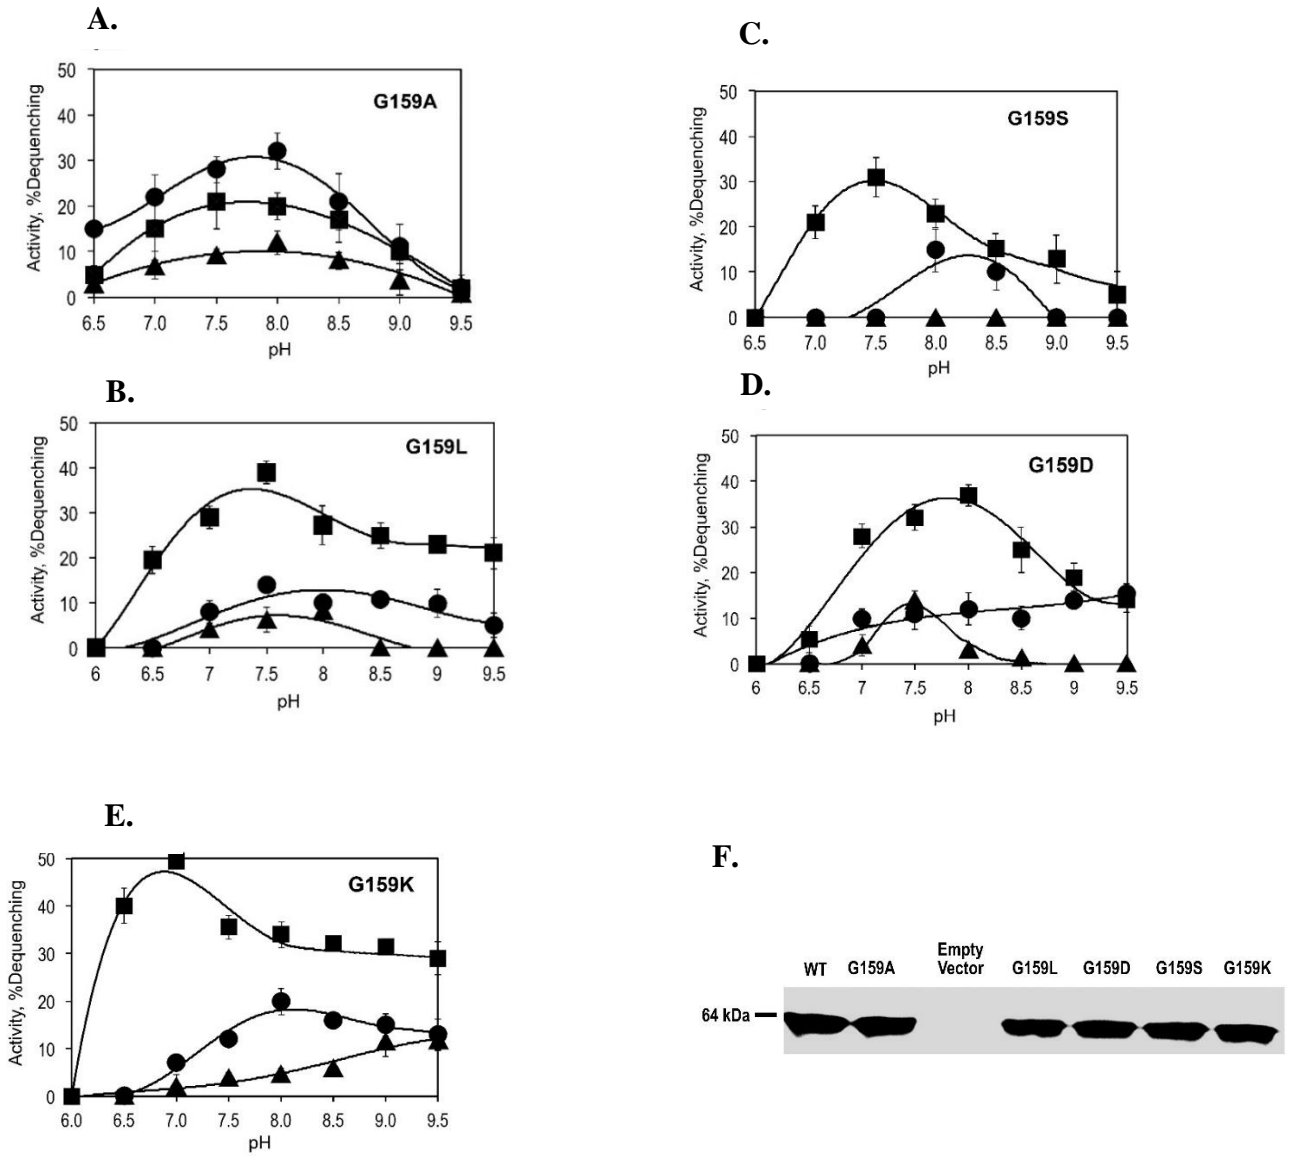 A.
Activity, %Dequenching
50
40
30
20
10
0
G159A
6.5 7.0 7.5 8.0 8.5 9.0 9.5
pH
B.
Activity, %Dequenching
50
40
30
20
10
0
G159L
6 6.5 7 7.5 8 8.5 9 9.5
pH
C.
Activity, %Dequenching
50
40
30
20
10
0
G159S
6.5 7.0 7.5 8.0 8.5 9.0 9.5
pH
D.
Activity, %Dequenching
50
40
30
20
10
0
G159D
6 6.5 7 7.5 8 8.5 9 9.5
pH
E.
Activity, %Dequenching
50
40
30
20
10
0
G159K
6.0 6.5 7.0 7.5 8.0 8.5 9.0 9.5
pH
F.
Empty
WT G159A Vector G159L G159D G159S G159K
64 kDa